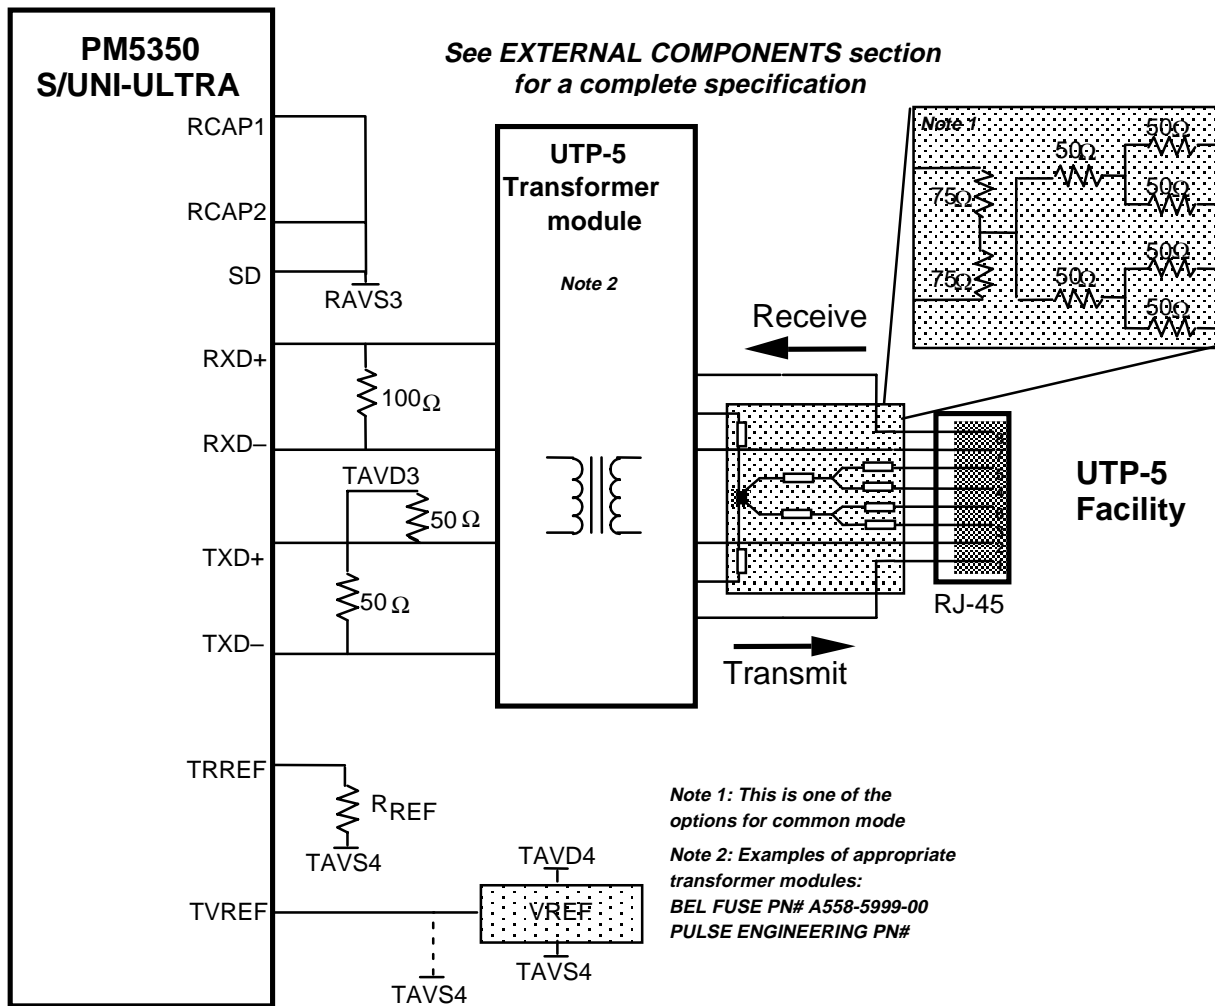 PM5350
S/UNI-ULTRA
See EXTERNAL COMPONENTS section
for a complete specification
RCAP1
RCAP2
SD
RAVS3
RXD+
100Ω
RXD–
TAVD3
50 Ω
TXD+
50 Ω
TXD–
TRREF
RREF
TAVS4
TVREF
TAVS4
TAVD4
VREF
TAVS4
UTP-5
Transformer
module
Note 2
Receive
Transmit
Note 1
75Ω
75Ω
50Ω
50Ω
50Ω
50Ω
50Ω
50Ω
RJ-45
UTP-5
Facility
Note 1: This is one of the
options for common mode
Note 2: Examples of appropriate
transformer modules:
BEL FUSE PN# A558-5999-00
PULSE ENGINEERING PN#